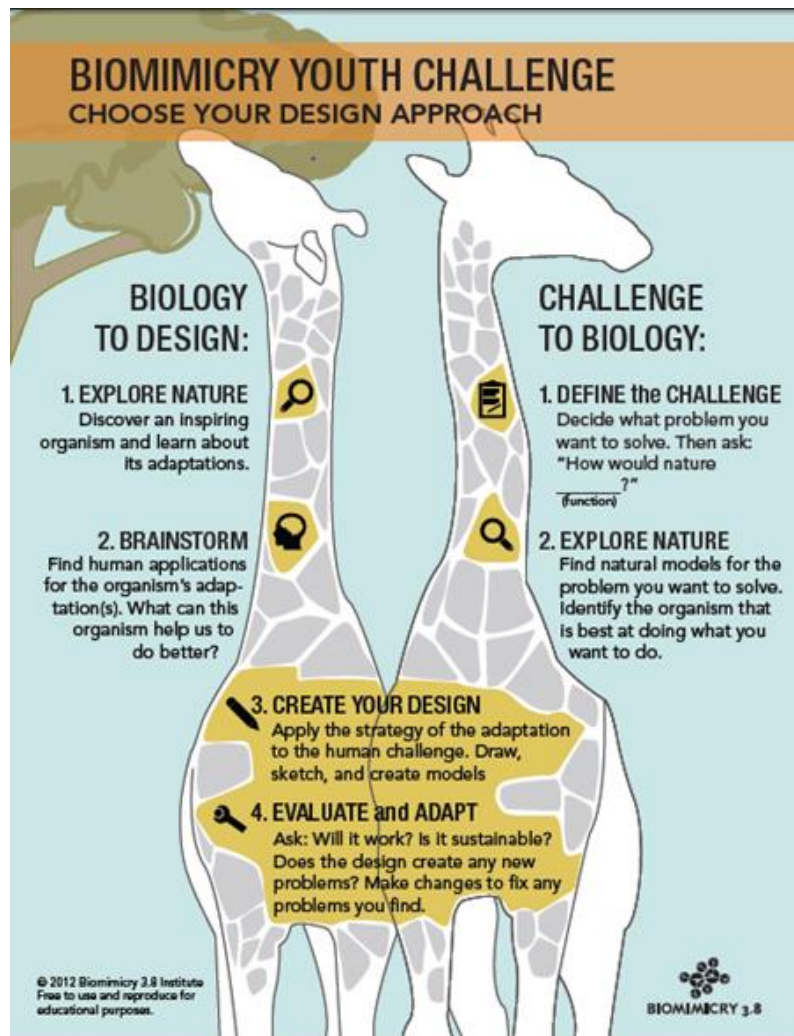 BIOMIMICRY YOUTH CHALLENGE
CHOOSE YOUR DESIGN APPROACH
BIOLOGY
TO DESIGN:
1. EXPLORE NATURE
Discover an inspiring
organism and learn about
its adaptations.
2. BRAINSTORM
Find human applications
for the organism's adap-
tation(s). What can this
organism help us to
do better?
CHALLENGE
TO BIOLOGY:
1. DEFINE the CHALLENGE
Decide what problem you
want to solve. Then ask:
"How would nature
______?"
(function)
2. EXPLORE NATURE
Find natural models for the
problem you want to solve.
Identify the organism that
is best at doing what you
want to do.
3. CREATE YOUR DESIGN
Apply the strategy of the adaptation
to the human challenge. Draw,
sketch, and create models
4. EVALUATE and ADAPT
Ask: Will it work? Is it sustainable?
Does the design create any new
problems? Make changes to fix any
problems you find.
© 2012 Biomimicry 3.8 Institute
Free to use and reproduce for
educational purposes.
BIOMIMICRY 3.8